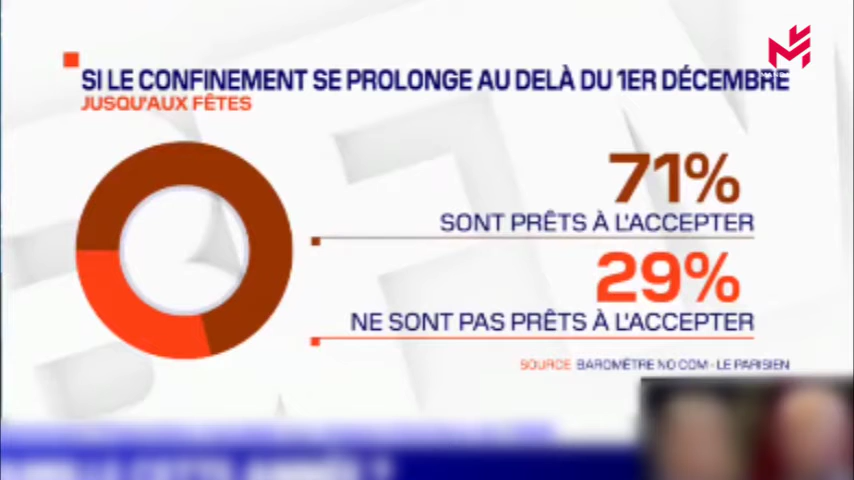 SI LE CONFINEMENT SE PROLONGE AU DELÀ DU 1ER DÉCEMBRE
JUSQU'AUX FÊTES
71%
SONT PRÊTS À L'ACCEPTER
29%
NE SONT PAS PRÊTS À L'ACCEPTER
SOURCE BAROMÈTRE NO COM - LE PARISIEN